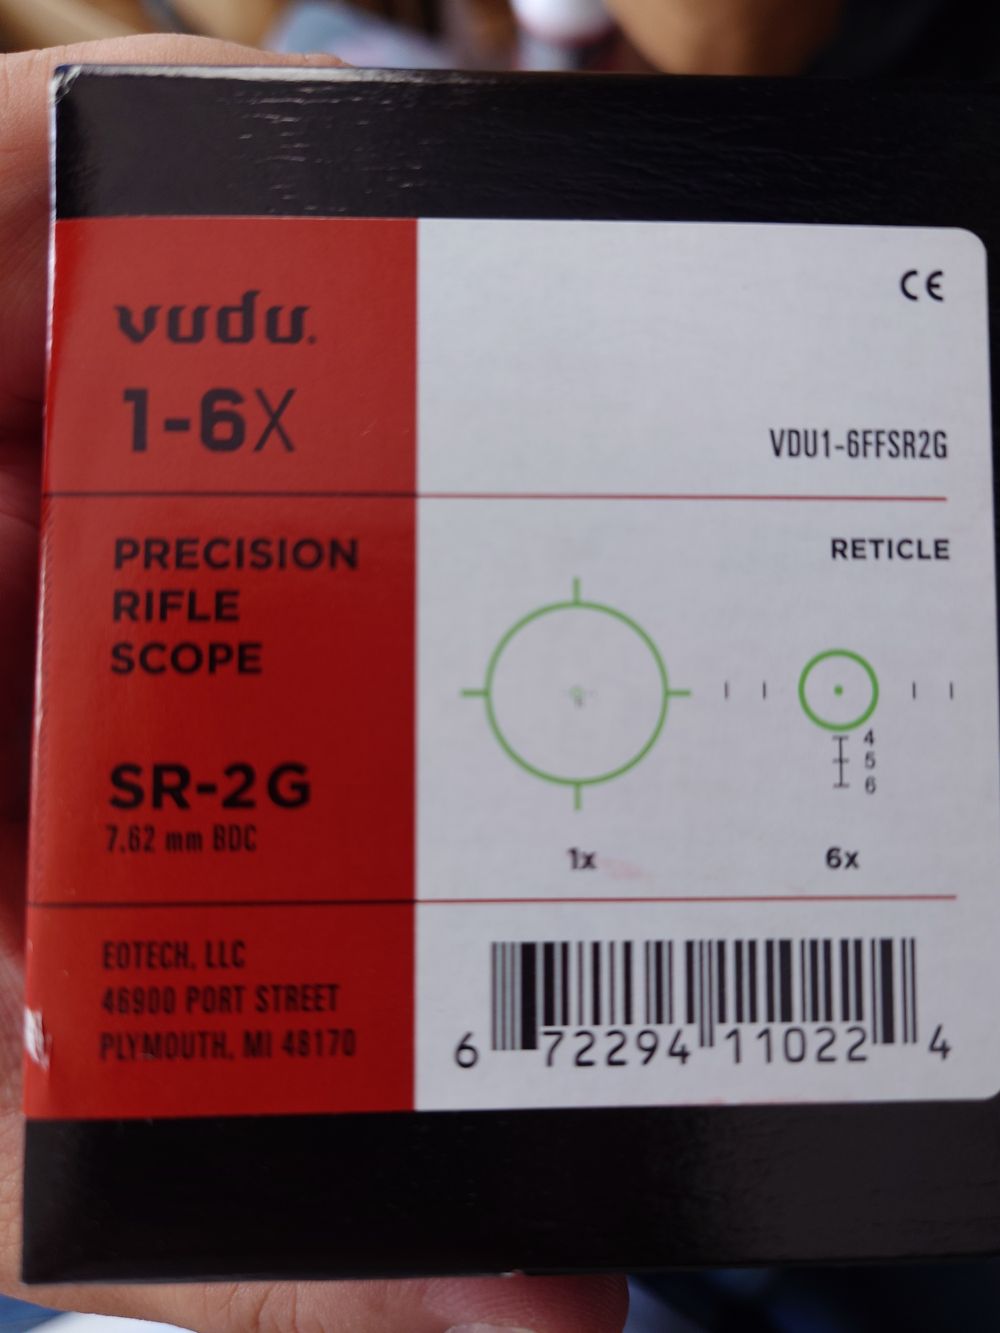 vudu.
1-6X
CE
VDU1-6FFSR2G
PRECISION
RIFLE
SCOPE
SR-2G
7.62 mm BDC
RETICLE
4
5
6
1x
6x
EOTECH, LLC
46900 PORT STREET
PLYMOUTH, MI 48170
6 72294 11022 4